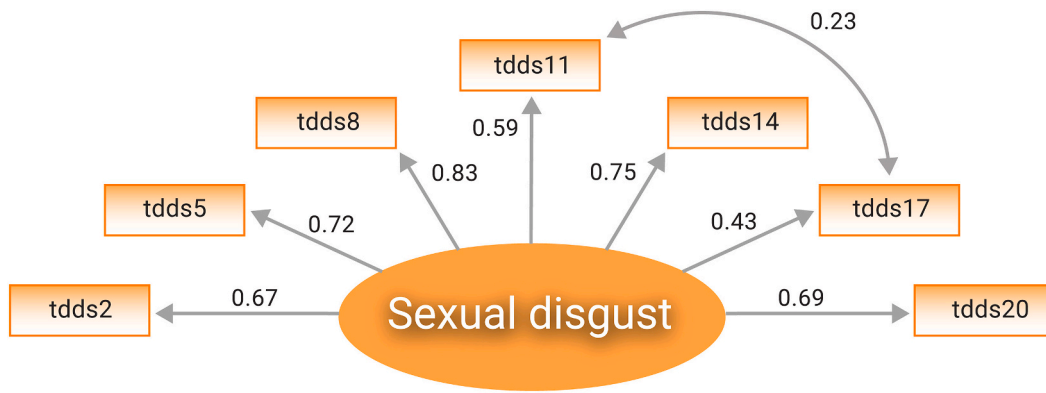 0.23
tdds11
tdds8
tdds14
0.59
0.83
0.75
tdds5
tdds17
0.72
0.43
tdds2
0.67
Sexual disgust
0.69
tdds20